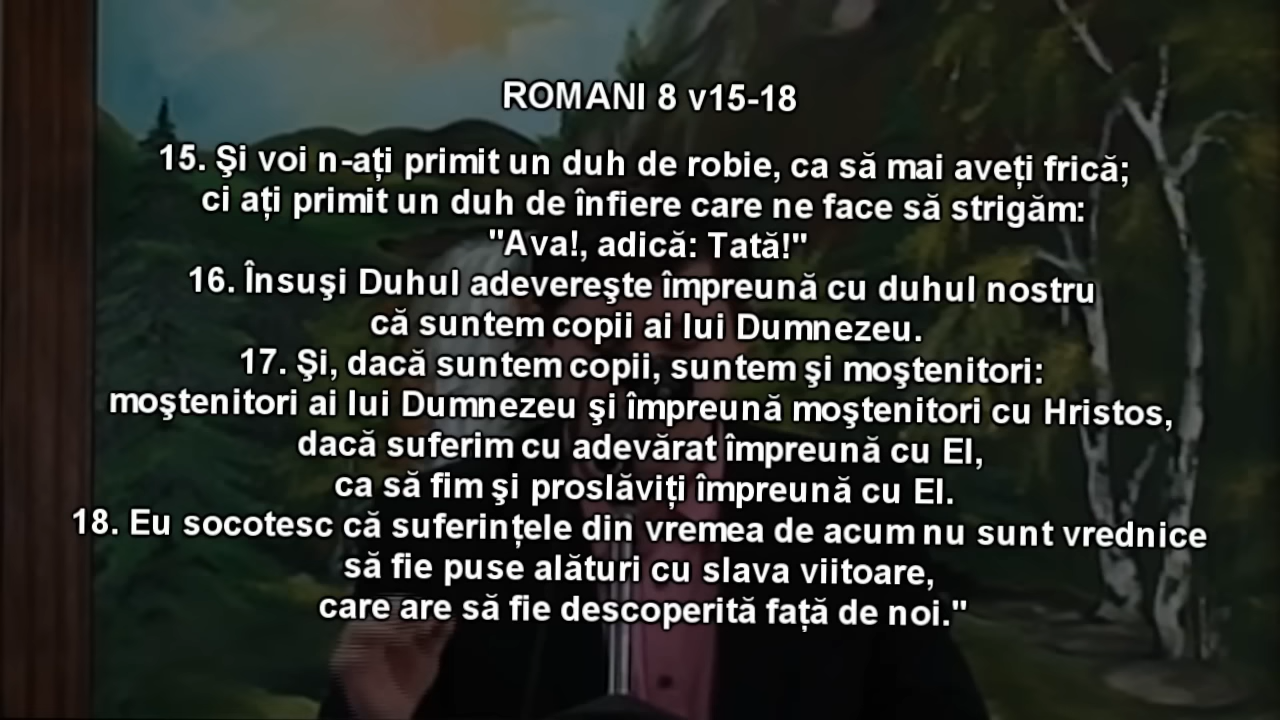 ROMANI 8 v15-18
15. Şi voi n-aţi primit un duh de robie, ca să mai aveţi frică;
ci aţi primit un duh de înfiere care ne face să strigăm:
"Ava!, adică: Tată!"
16. Însuşi Duhul adevereşte împreună cu duhul nostru
că suntem copii ai lui Dumnezeu.
17. Şi, dacă suntem copii, suntem şi moştenitori:
moştenitori ai lui Dumnezeu şi împreună moştenitori cu Hristos,
dacă suferim cu adevărat împreună cu El,
ca să fim şi proslăviţi împreună cu El.
18. Eu socotesc că suferinţele din vremea de acum nu sunt vrednice
să fie puse alături cu slava viitoare,
care are să fie descoperită faţă de noi."